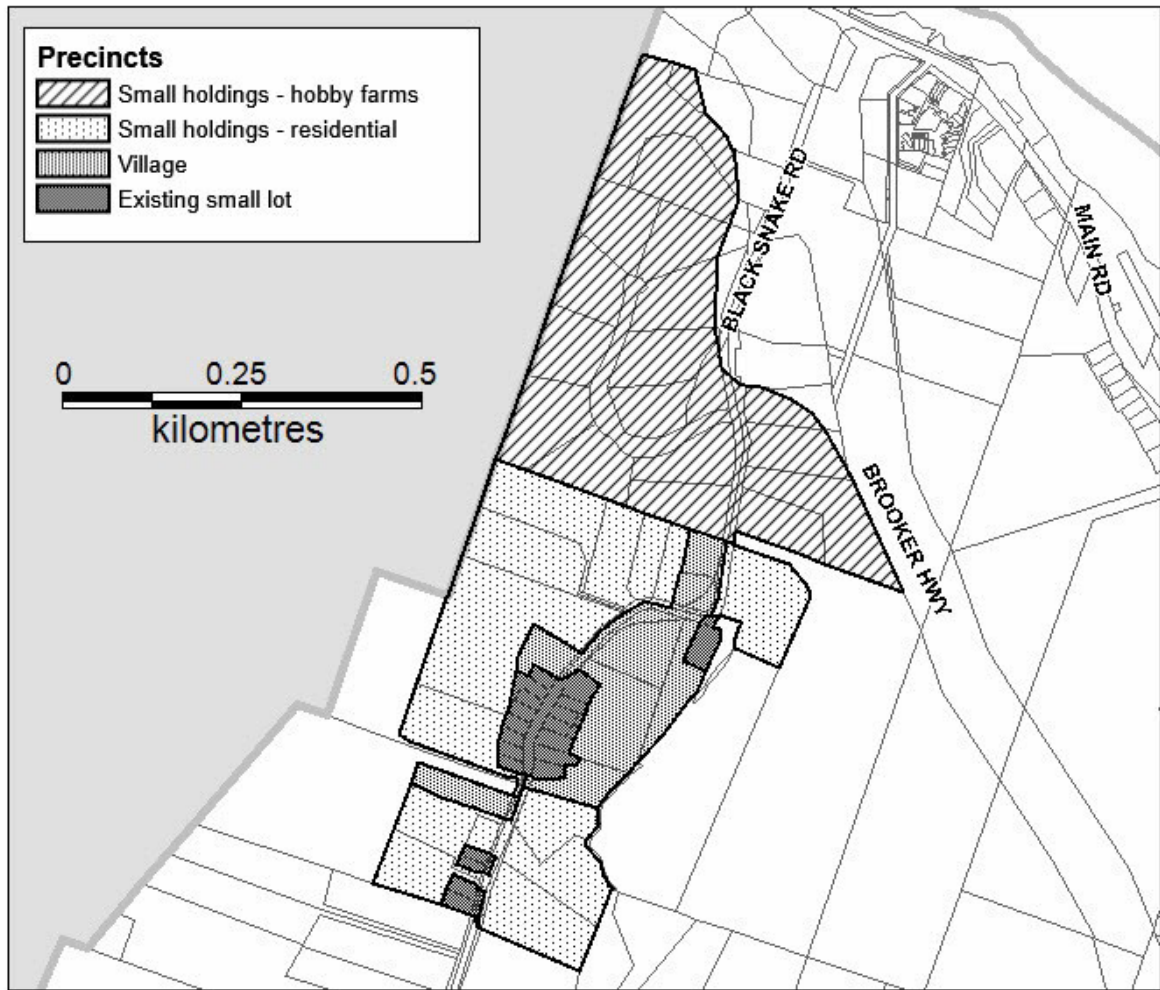 Precincts
Small holdings - hobby farms
Small holdings - residential
Village
Existing small lot
0 0.25 0.5
kilometres
BLACK SNAKE RD
MAIN RD
BROOKER HWY